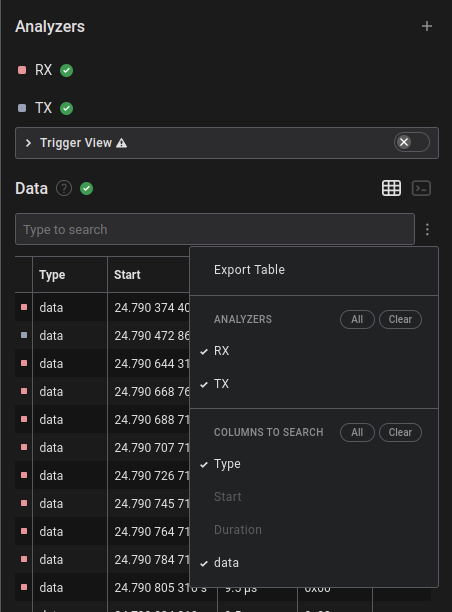 Analyzers
RX
TX
Trigger View
Data
Type to search
Type Start
Export Table
data 24.790 374 40
ANALYZERS All Clear
data 24.790 472 86
RX
data 24.790 644 31
TX
data 24.790 668 76
data 24.790 688 71
COLUMNS TO SEARCH All Clear
data 24.790 707 71
Type
data 24.790 726 71
Start
data 24.790 745 71
Duration
data 24.790 764 71
data
data 24.790 784 71
data 24.790 805 310 s 9.5 µs 0x00